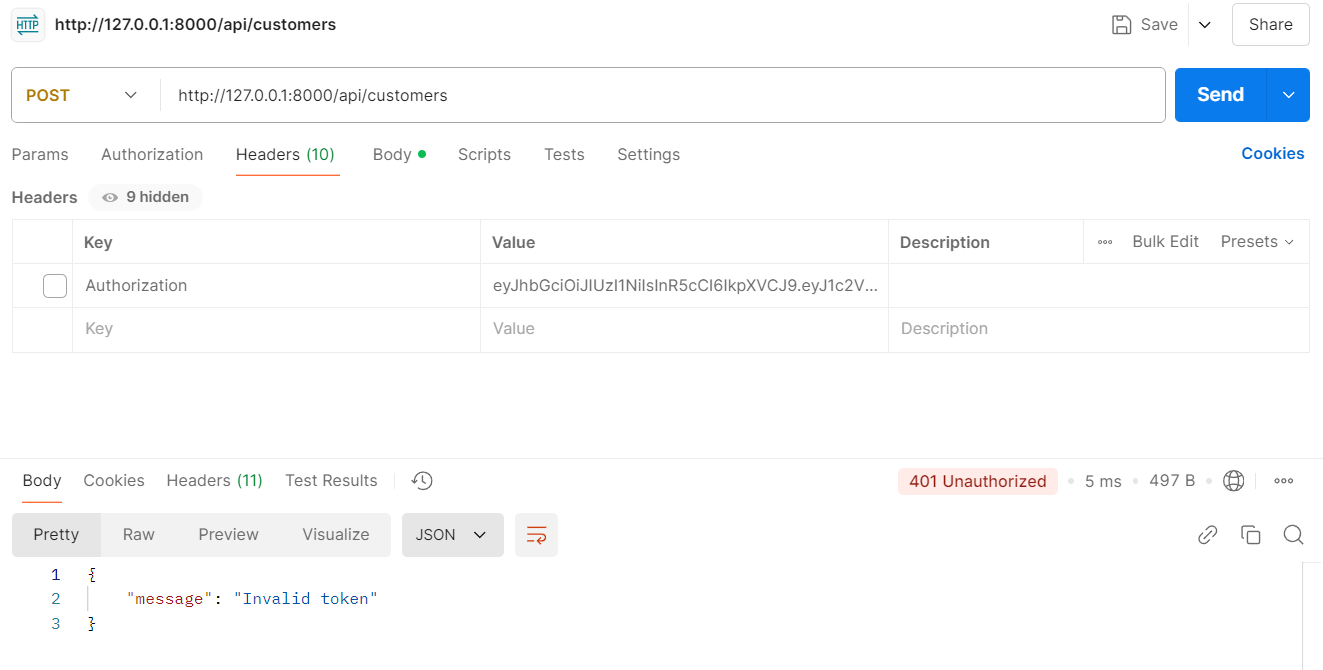 HTTP http://127.0.0.1:8000/api/customers Save Share
POST http://127.0.0.1:8000/api/customers Send
Params Authorization Headers (10) Body Scripts Tests Settings Cookies
Headers 9 hidden
Key Value Description Bulk Edit Presets
Authorization eyJhbGciOiJIUzI1NiIsInR5cCI6IkpXVCJ9.eyJ1c2V...
Key Value Description
Body Cookies Headers (11) Test Results 401 Unauthorized 5 ms 497 B
Pretty Raw Preview Visualize JSON
1 {
2 "message": "Invalid token"
3 }